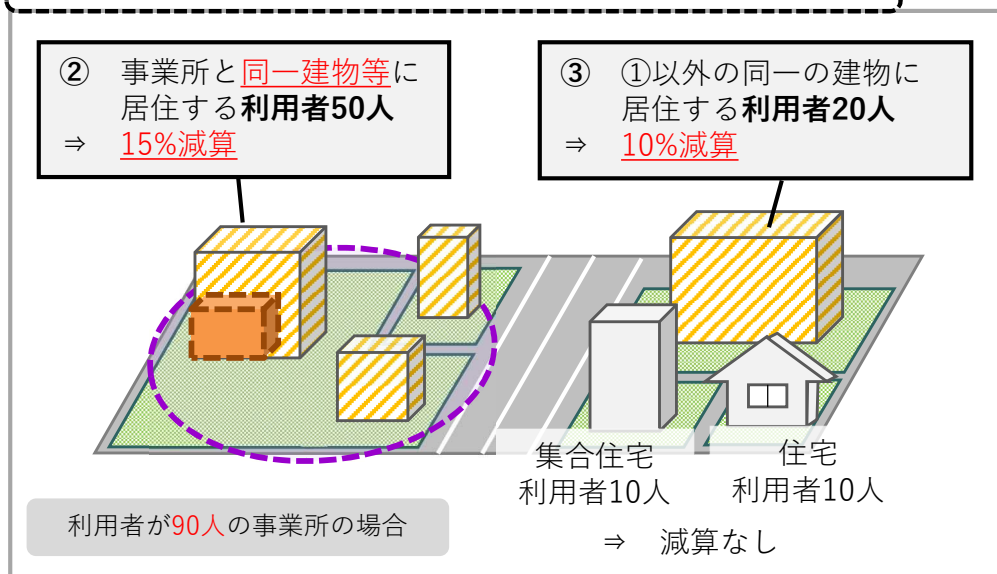 ② 事業所と同一建物等に
居住する利用者50人
⇒ 15%減算
③ ①以外の同一の建物に
居住する利用者20人
⇒ 10%減算
集合住宅
利用者10人
住宅
利用者10人
⇒ 減算なし
利用者が90人の事業所の場合